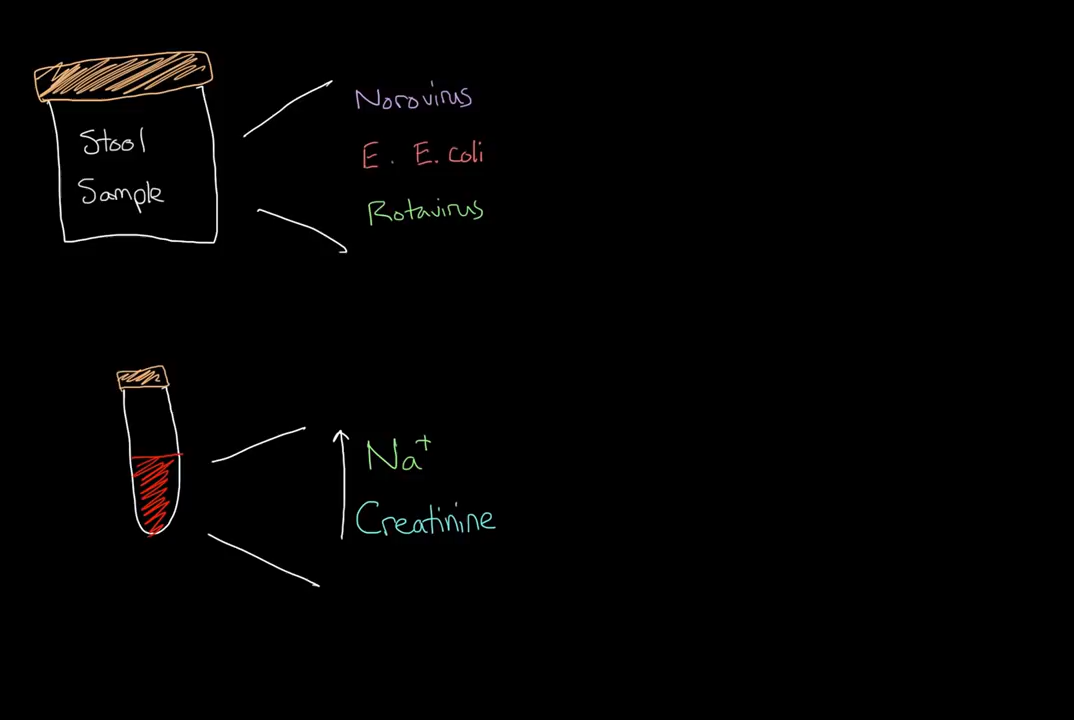 Stool
Sample
Norovirus
E. E. coli
Rotavirus
Na+
Creatinine